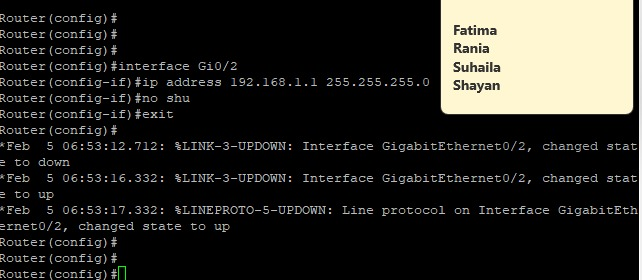 Router(config)#
Router(config)#
Router(config)#
Router(config)#interface Gi0/2
Router(config-if)#ip address 192.168.1.1 255.255.255.0
Router(config-if)#no shu
Router(config-if)#exit
Router(config)#
*Feb  5 06:53:12.712: %LINK-3-UPDOWN: Interface GigabitEthernet0/2, changed stat
e to down
*Feb  5 06:53:16.332: %LINK-3-UPDOWN: Interface GigabitEthernet0/2, changed stat
e to up
*Feb  5 06:53:17.332: %LINEPROTO-5-UPDOWN: Line protocol on Interface GigabitEth
ernet0/2, changed state to up
Router(config)#
Router(config)#
Router(config)#
Fatima
Rania
Suhaila
Shayan